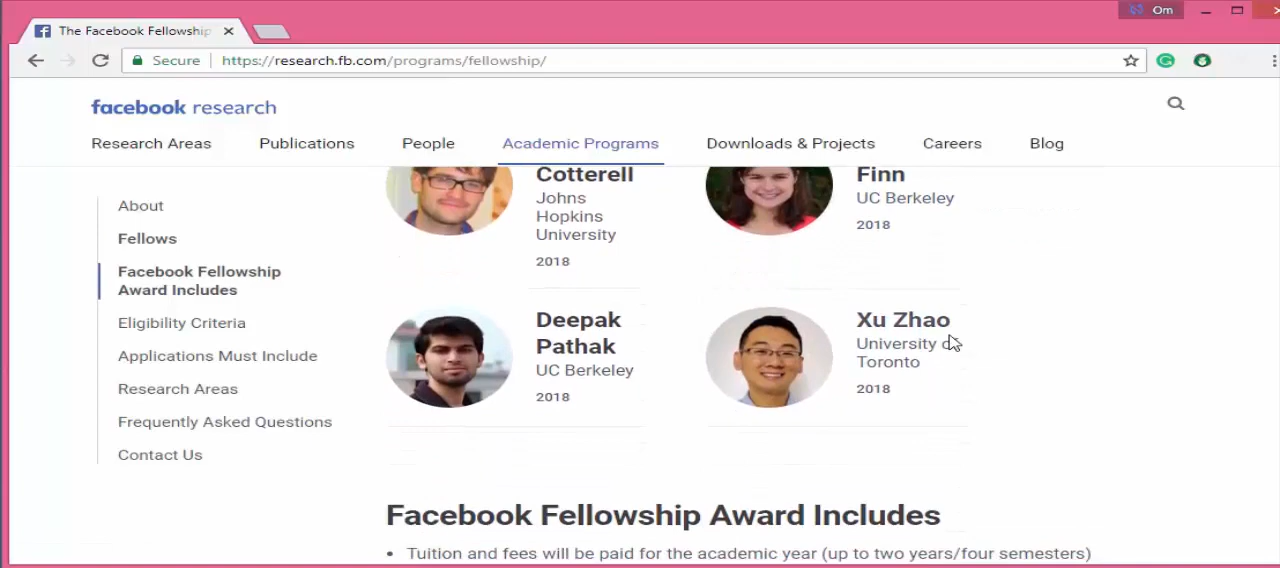 Om
The Facebook Fellowship
Secure
https://research.fb.com/programs/fellowship/
facebook research
Research Areas
Publications
People
Academic Programs
Downloads & Projects
Careers
Blog
About
Fellows
Facebook Fellowship
Award Includes
Eligibility Criteria
Applications Must Include
Research Areas
Frequently Asked Questions
Contact Us
Cotterell
Johns
Hopkins
University
2018
Finn
UC Berkeley
2018
Deepak
Pathak
UC Berkeley
2018
Xu Zhao
University
Toronto
2018
Facebook Fellowship Award Includes
• Tuition and fees will be paid for the academic year (up to two years/four semesters)